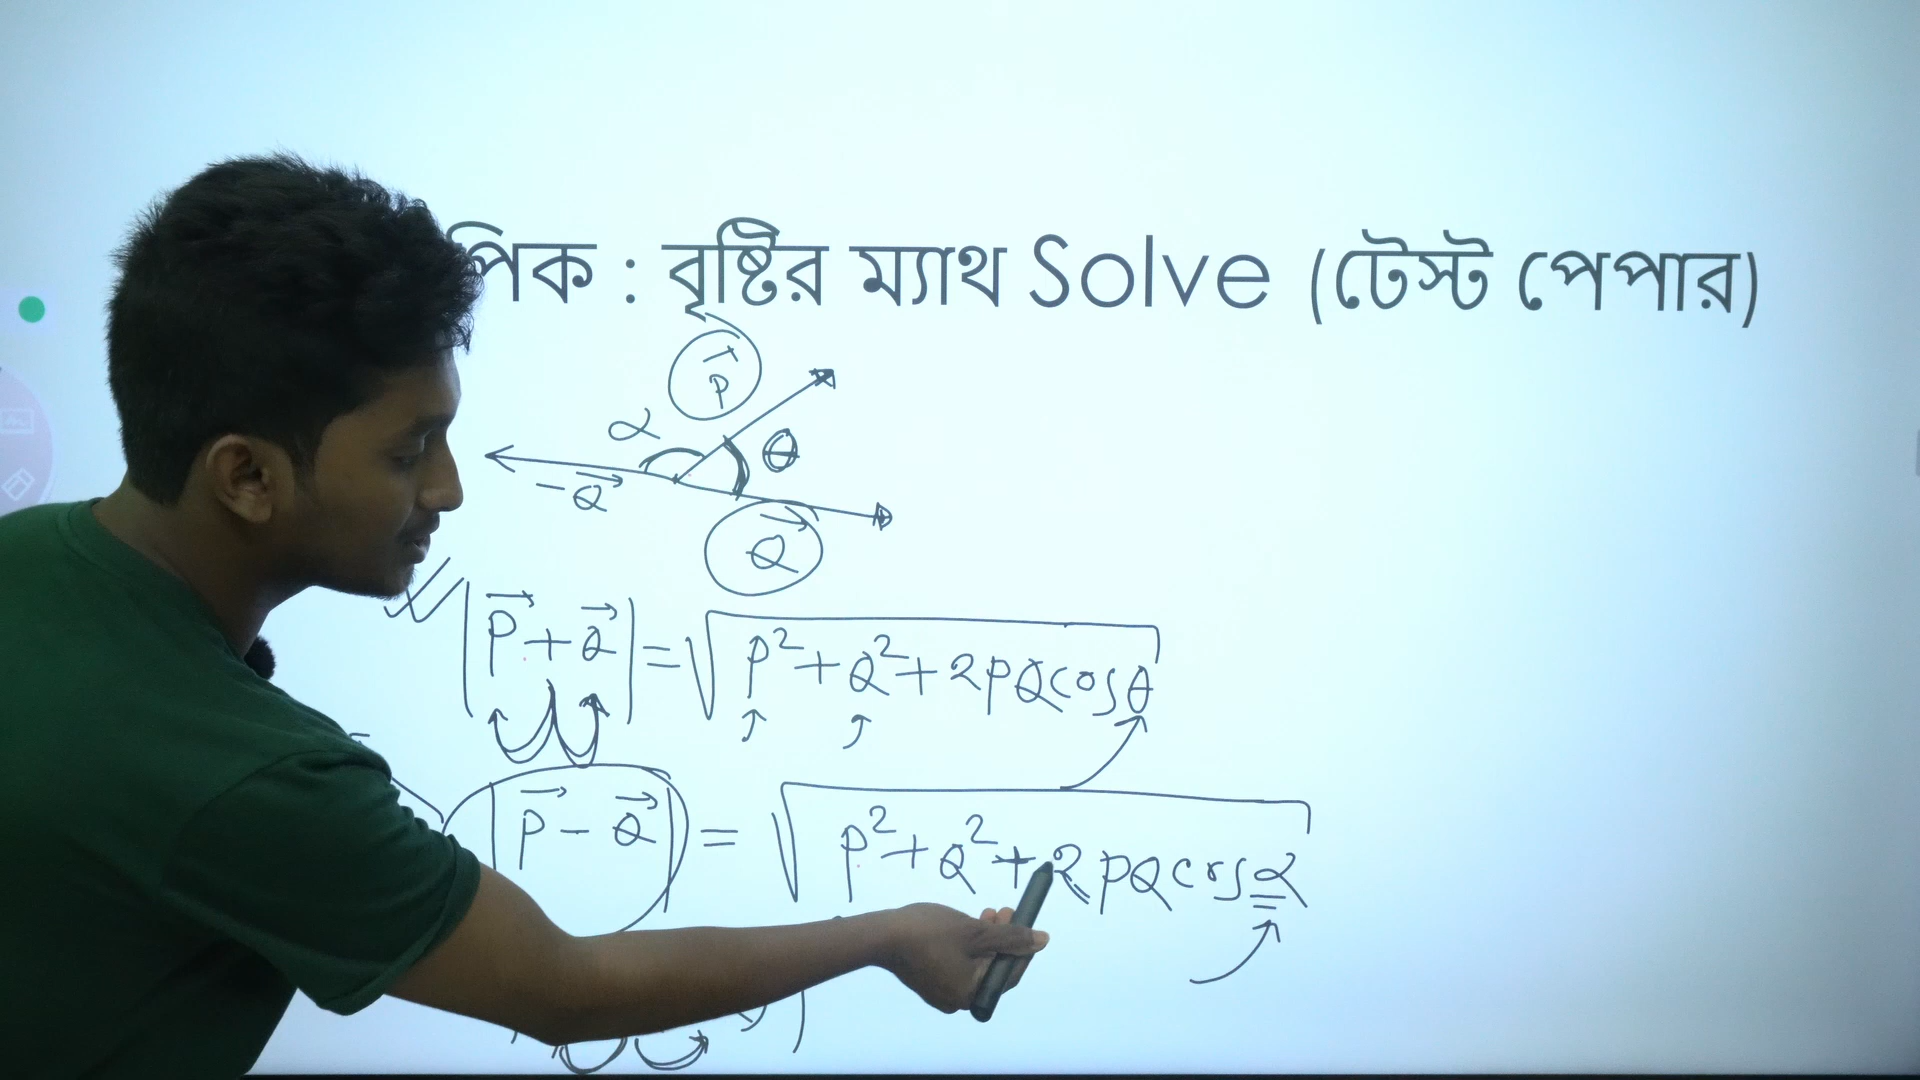 পিক : বৃষ্টির ম্যাথ Solve (টেস্ট পেপার)
P
α
θ
-Q
Q
|P + Q| = √P² + Q² + 2PQcosθ
|P - Q| = √P² + Q² + 2PQcosα